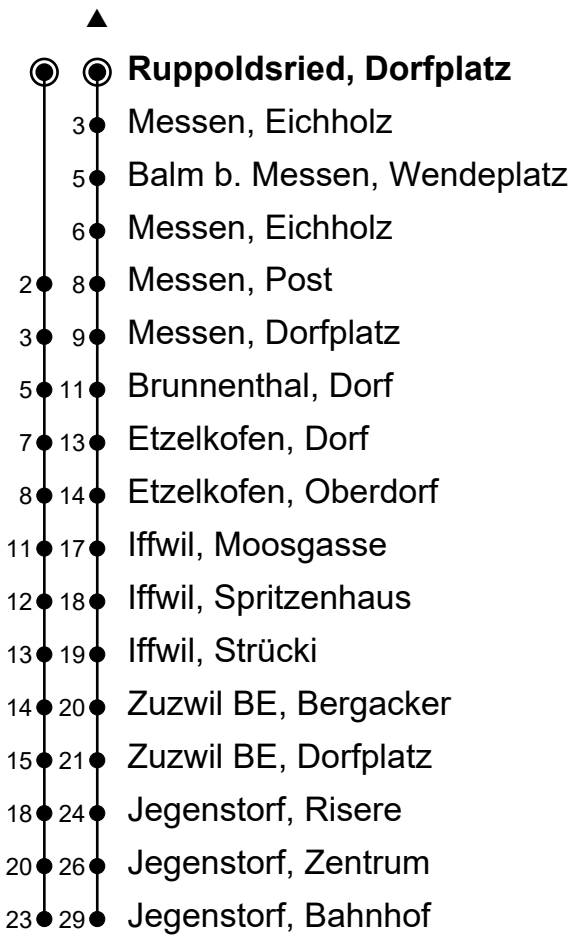 ▲
Ruppoldsried, Dorfplatz
3 Messen, Eichholz
5 Balm b. Messen, Wendeplatz
6 Messen, Eichholz
2 8 Messen, Post
3 9 Messen, Dorfplatz
5 11 Brunnenthal, Dorf
7 13 Etzelkofen, Dorf
8 14 Etzelkofen, Oberdorf
11 17 Iffwil, Moosgasse
12 18 Iffwil, Spritzenhaus
13 19 Iffwil, Strücki
14 20 Zuzwil BE, Bergacker
15 21 Zuzwil BE, Dorfplatz
18 24 Jegenstorf, Risere
20 26 Jegenstorf, Zentrum
23 29 Jegenstorf, Bahnhof